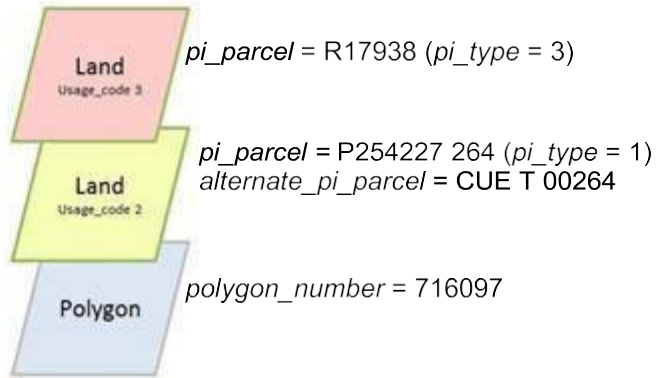 Land
Usage_code 3
pi_parcel = R17938 (pi_type = 3)
Land
Usage_code 2
pi_parcel = P254227 264 (pi_type = 1)
alternate_pi_parcel = CUE T 00264
Polygon
polygon_number = 716097